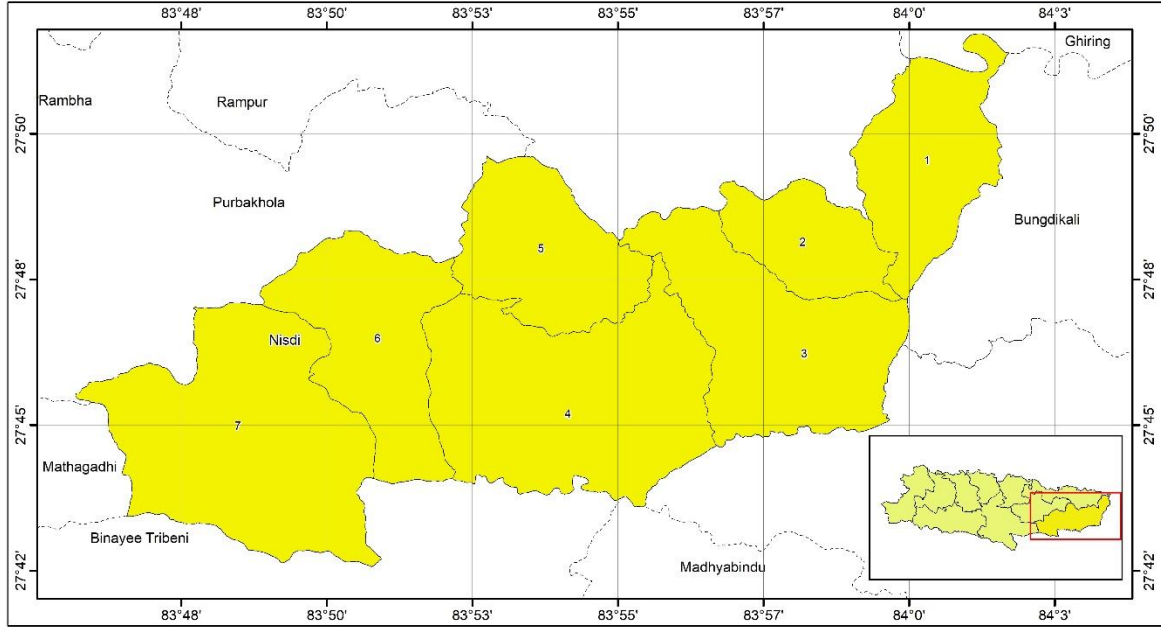 83°48' 83°50' 83°53' 83°55' 83°57' 84°0' 84°3'
Ghiring
Rambha
Rampur
27°50'
27°50'
1
Purbakhola
Bungdikali
2
5
27°48'
27°48'
Nisdi
6
3
4
27°45'
27°45'
7
Mathagadhi
Binayee Tribeni
Madhyabindu
27°42'
27°42'
83°48' 83°50' 83°53' 83°55' 83°57' 84°0' 84°3'